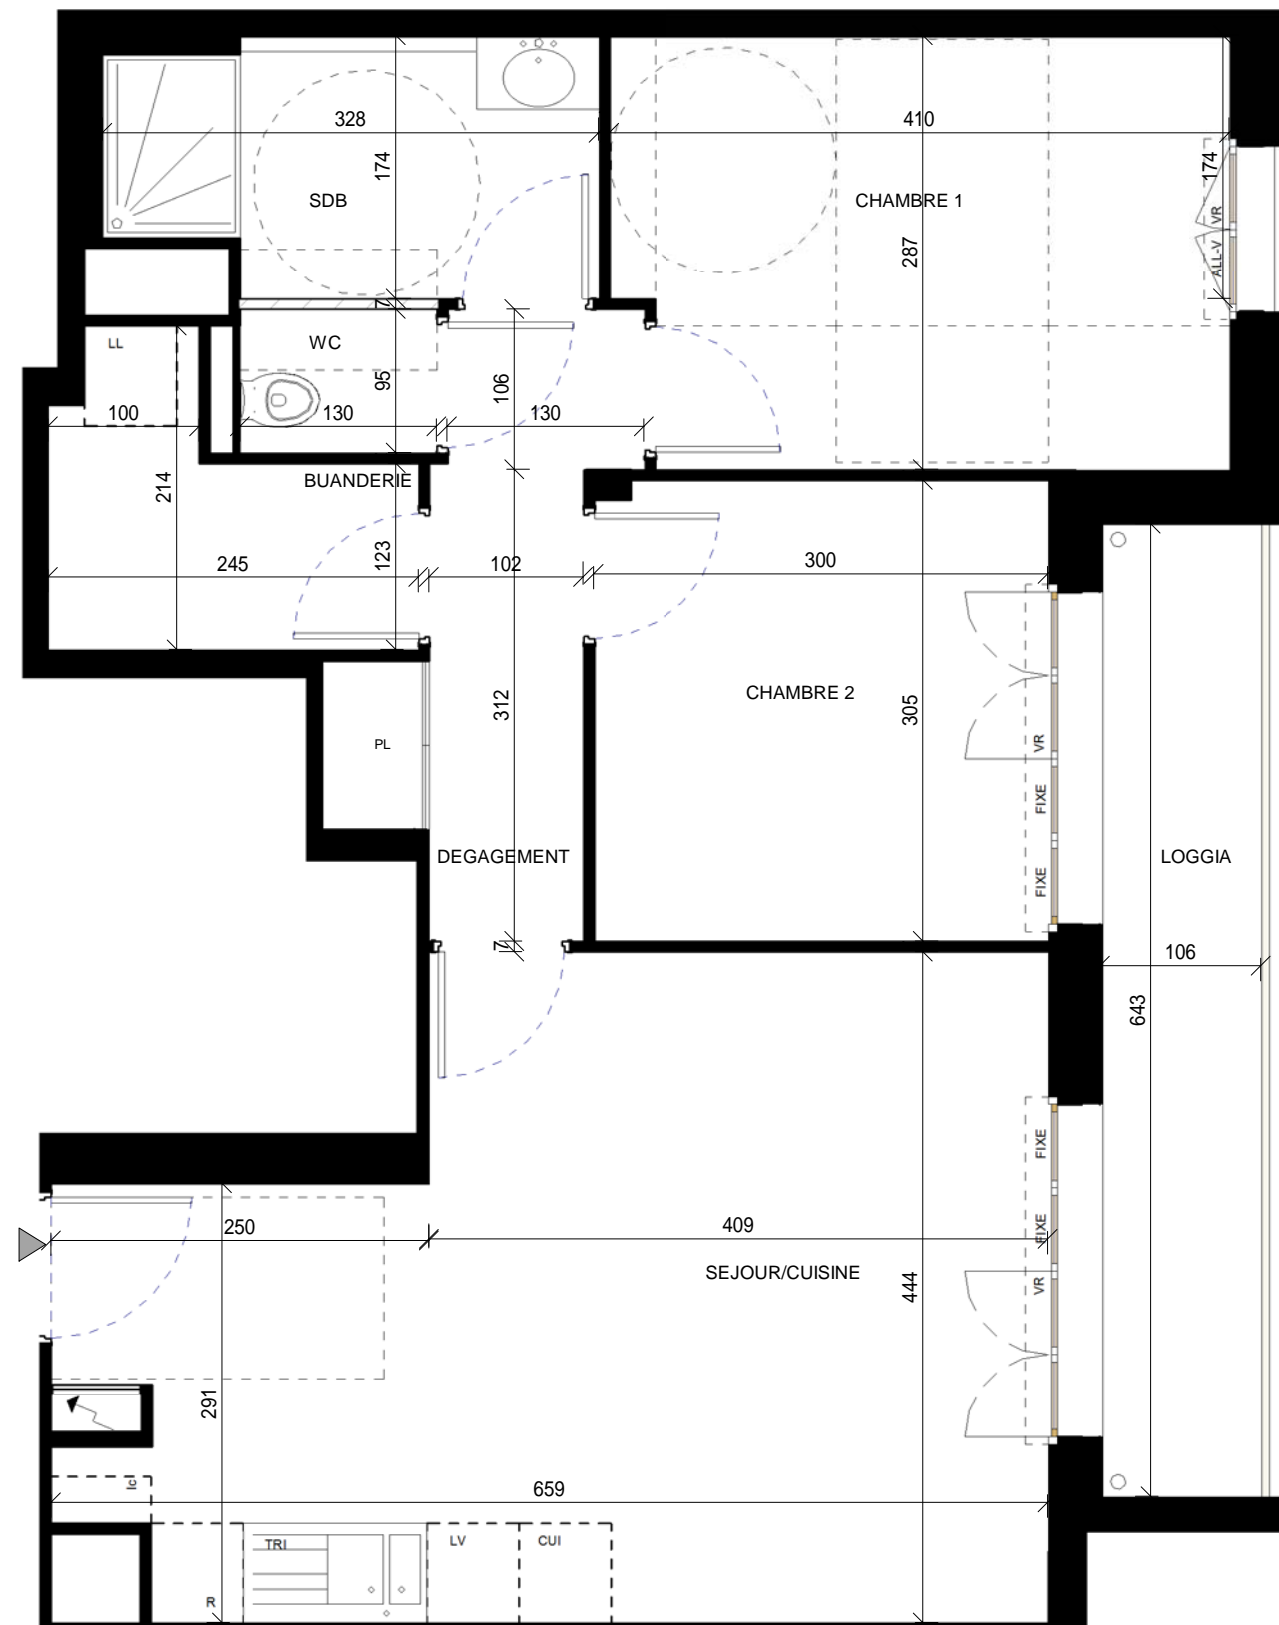 328
410
174
174
SDB
CHAMBRE 1
VR
ALL-V
287
7
WC
LL
95
106
100
130
130
BUANDERIE
214
123
245
102
300
CHAMBRE 2
312
305
PL
VR
FIXE
FIXE
DEGAGEMENT
LOGGIA
7
106
643
FIXE
FIXE
VR
250
409
SEJOUR/CUISINE
444
291
Ic
659
TRI
LV
CUI
R